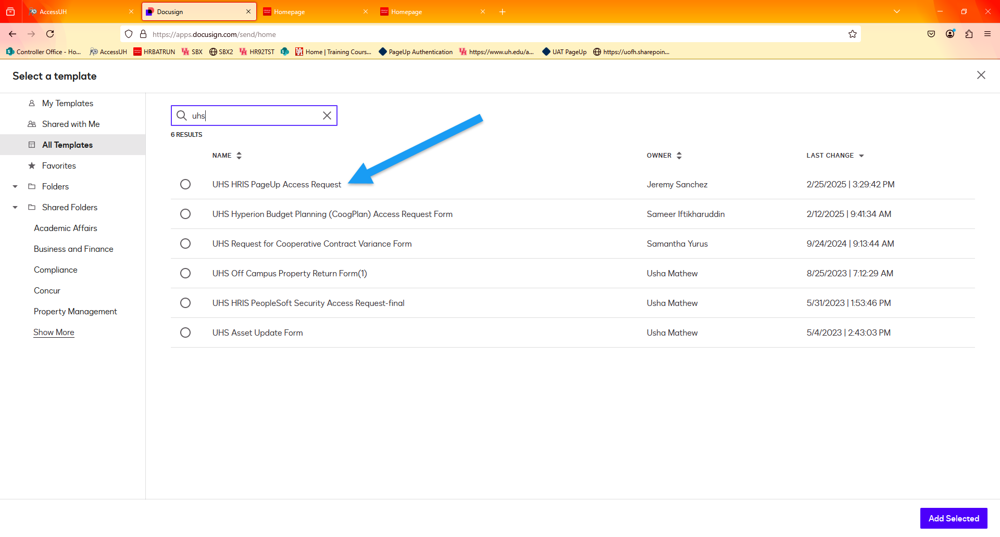 AccessUH
Docusign
Homepage
Homepage
https://apps.docusign.com/send/home
Controller Office - Ho...
AccessUH
HRBATRUN
SBX
SBX2
HR92TST
Home | Training Cours...
PageUp Authentication
https://www.uh.edu/a...
UAT PageUp
https://uofh.sharepoin...
Select a template
My Templates
Shared with Me
All Templates
Favorites
Folders
Shared Folders
Academic Affairs
Business and Finance
Compliance
Concur
Property Management
Show More
uhs
6 RESULTS
NAME OWNER LAST CHANGE
UHS HRIS PageUp Access Request Jeremy Sanchez 2/25/2025 | 3:29:42 PM
UHS Hyperion Budget Planning (CoogPlan) Access Request Form Sameer Iftikharuddin 2/12/2025 | 9:41:34 AM
UHS Request for Cooperative Contract Variance Form Samantha Yurus 9/24/2024 | 9:13:44 AM
UHS Off Campus Property Return Form(1) Usha Mathew 8/25/2023 | 7:12:29 AM
UHS HRIS PeopleSoft Security Access Request-final Usha Mathew 5/31/2023 | 1:53:46 PM
UHS Asset Update Form Usha Mathew 5/4/2023 | 2:43:03 PM
Add Selected